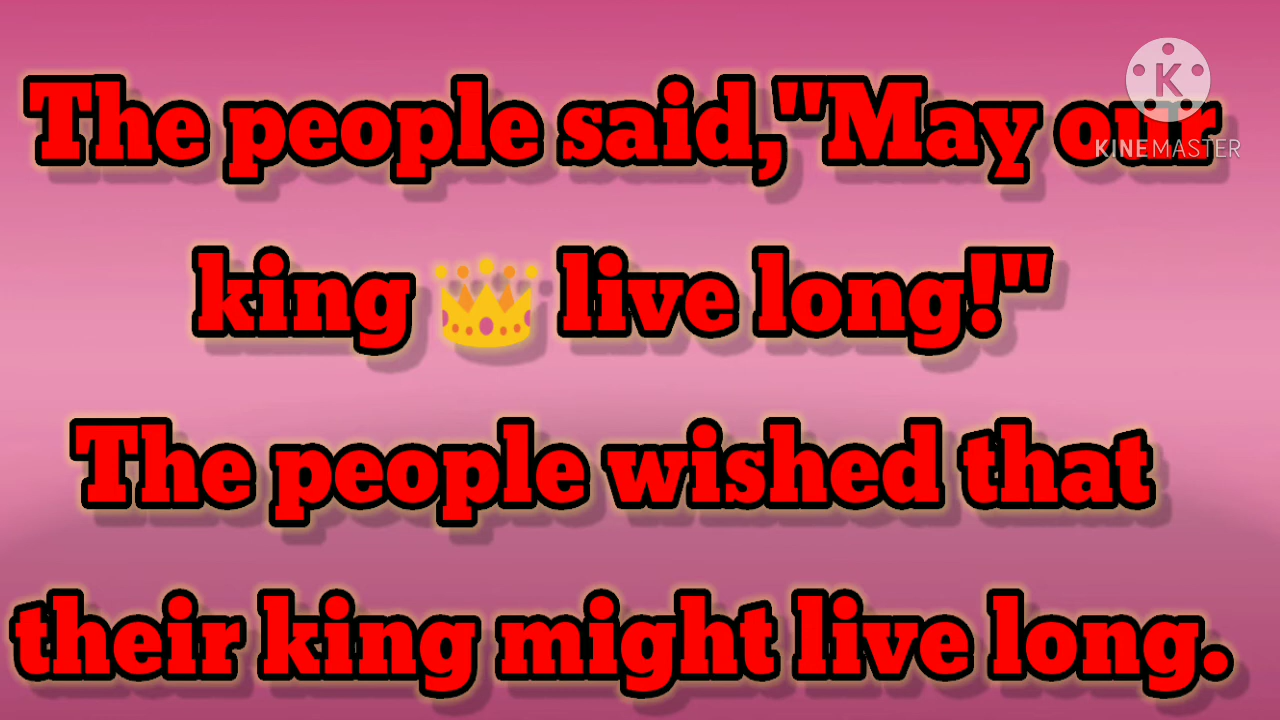 The people said,"May our
king 👑 live long!"
The people wished that
their king might live long.
KINEMASTER